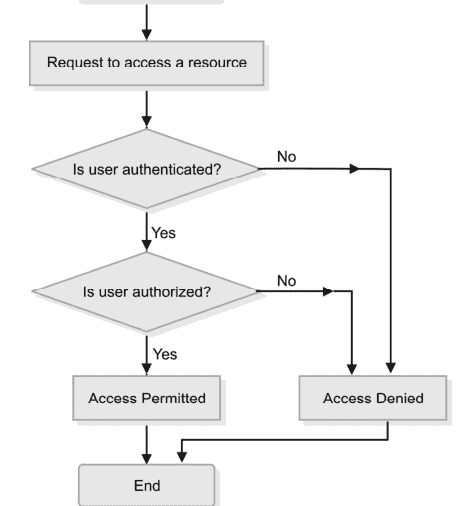 Request to access a resource
Is user authenticated?
No
Yes
Is user authorized?
No
Yes
Access Permitted
Access Denied
End